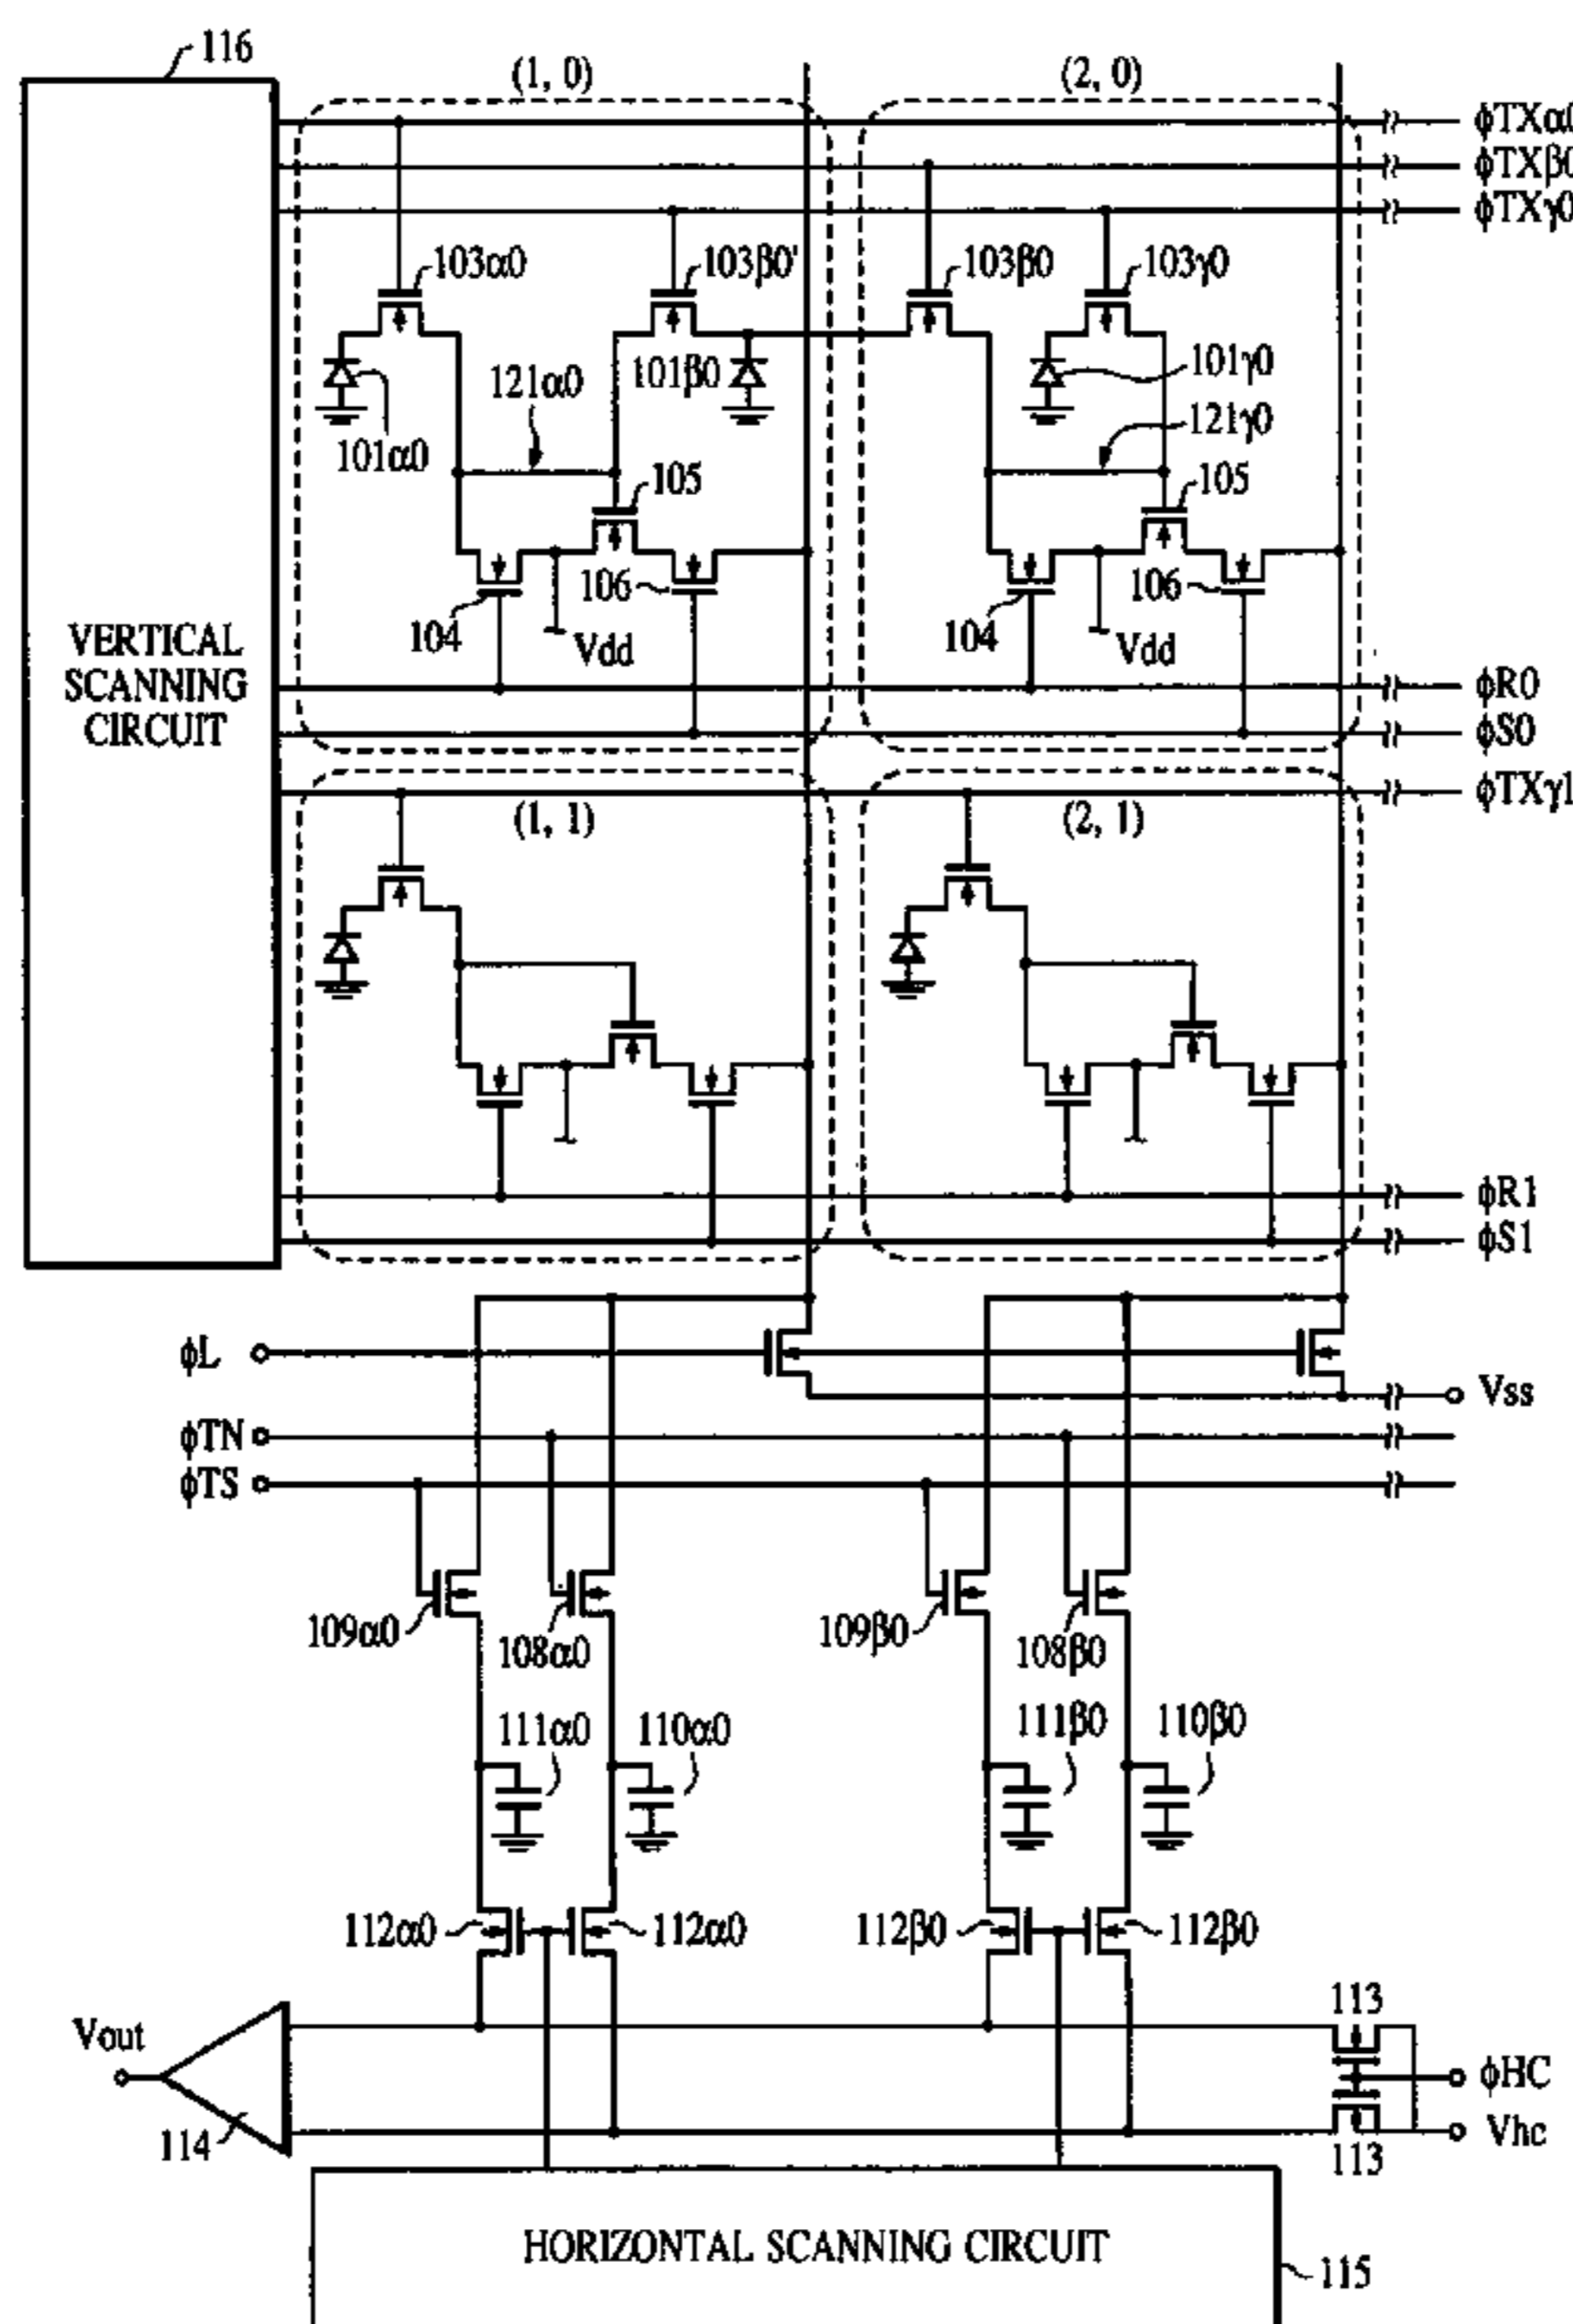 116
(1, 0)
(2, 0)
ϕTXα0
ϕTXβ0
ϕTXγ0
103α0
103β0'
103β0
103γ0
101β0
121α0
101γ0
101α0
121γ0
105
105
106
106
104
Vdd
104
Vdd
VERTICAL
SCANNING
CIRCUIT
ϕR0
ϕS0
ϕTXγ1
(1, 1)
(2, 1)
ϕR1
ϕS1
ϕL
Vss
ϕTN
ϕTS
109α0
108α0
109β0
108β0
111α0
110α0
111β0
110β0
112α0
112α0
112β0
112β0
113
Vout
ϕHC
114
Vhc
113
HORIZONTAL SCANNING CIRCUIT
115